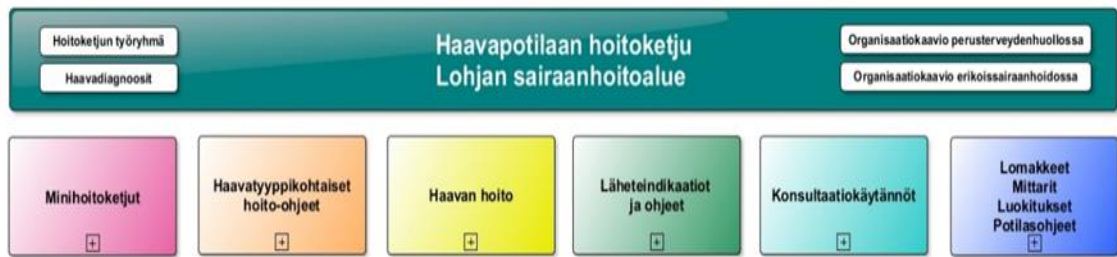 Hoitoketjun työryhmä
Haavadiagnoosit
Haavapotilaan hoitoketju
Lohjan sairaanhoitoalue
Organisaatiokaavio perusterveydenhuollossa
Organisaatiokaavio erikoissairaanhoidossa
Minihoitoketjut
Haavatyyppikohtaiset
hoito-ohjeet
Haavan hoito
Läheteindikaatiot
ja ohjeet
Konsultaatiokäytännöt
Lomakkeet
Mittarit
Luokitukset
Potilasohjeet